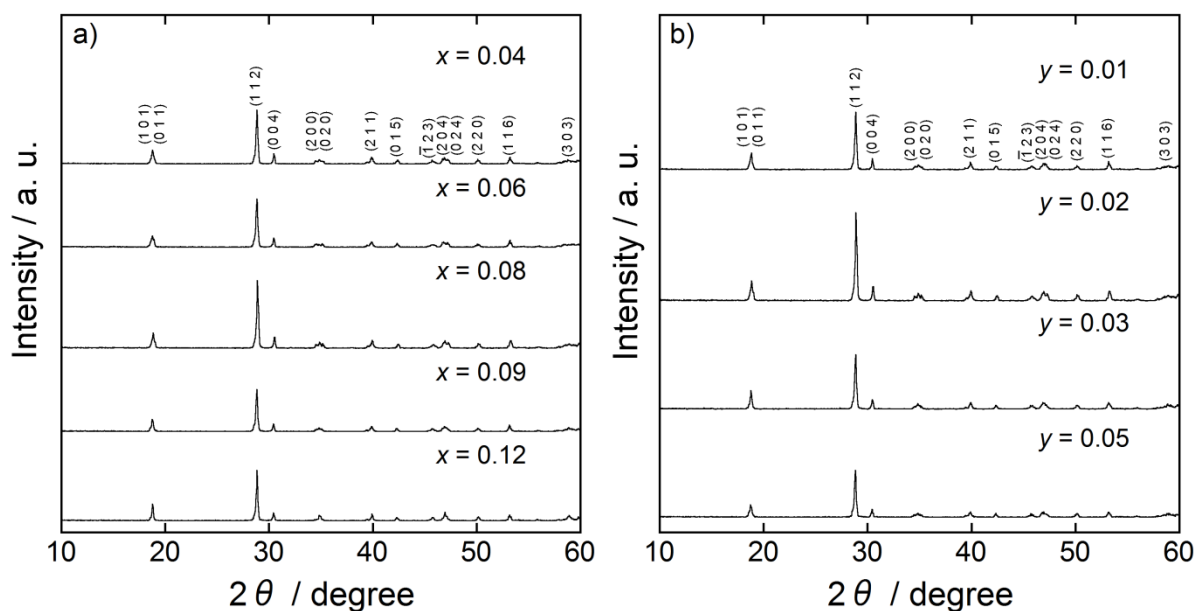 a)
x = 0.04
(1 0 1)
(0 1 1)
(1 1 2)
(0 0 4)
(2 0 0)
(0 2 0)
(2 1 1)
(0 1 5)
(1̅ 2 3)
(2 0 4)
(0 2 4)
(2 2 0)
(1 1 6)
(3 0 3)
x = 0.06
x = 0.08
x = 0.09
x = 0.12
Intensity / a. u.
10 20 30 40 50 60
2θ / degree
b)
y = 0.01
(1 0 1)
(0 1 1)
(1 1 2)
(0 0 4)
(2 0 0)
(0 2 0)
(2 1 1)
(0 1 5)
(1̅ 2 3)
(2 0 4)
(0 2 4)
(2 2 0)
(1 1 6)
(3 0 3)
y = 0.02
y = 0.03
y = 0.05
Intensity / a. u.
10 20 30 40 50 60
2θ / degree